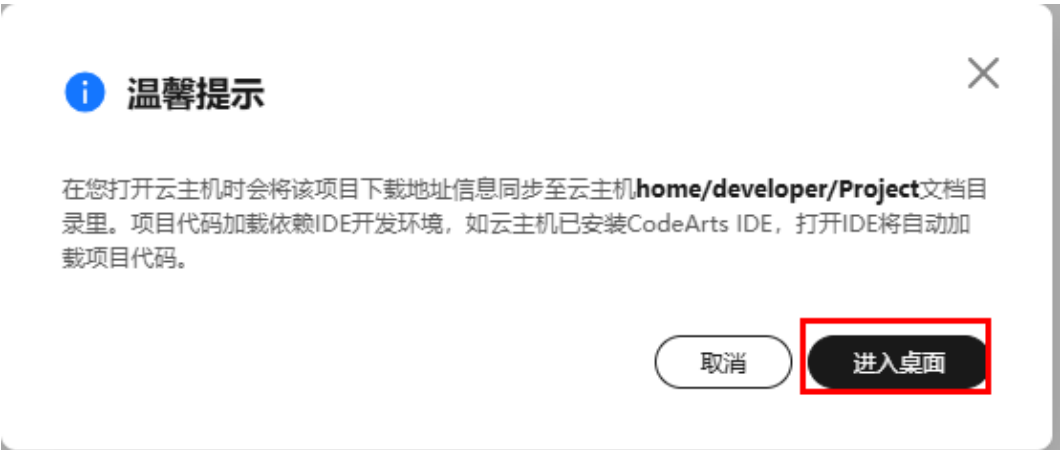 温馨提示
在您打开云主机时会将该项目下载地址信息同步至云主机home/developer/Project文档目
录里。项目代码加载依赖IDE开发环境，如云主机已安装CodeArts IDE，打开IDE将自动加
载项目代码。
取消
进入桌面